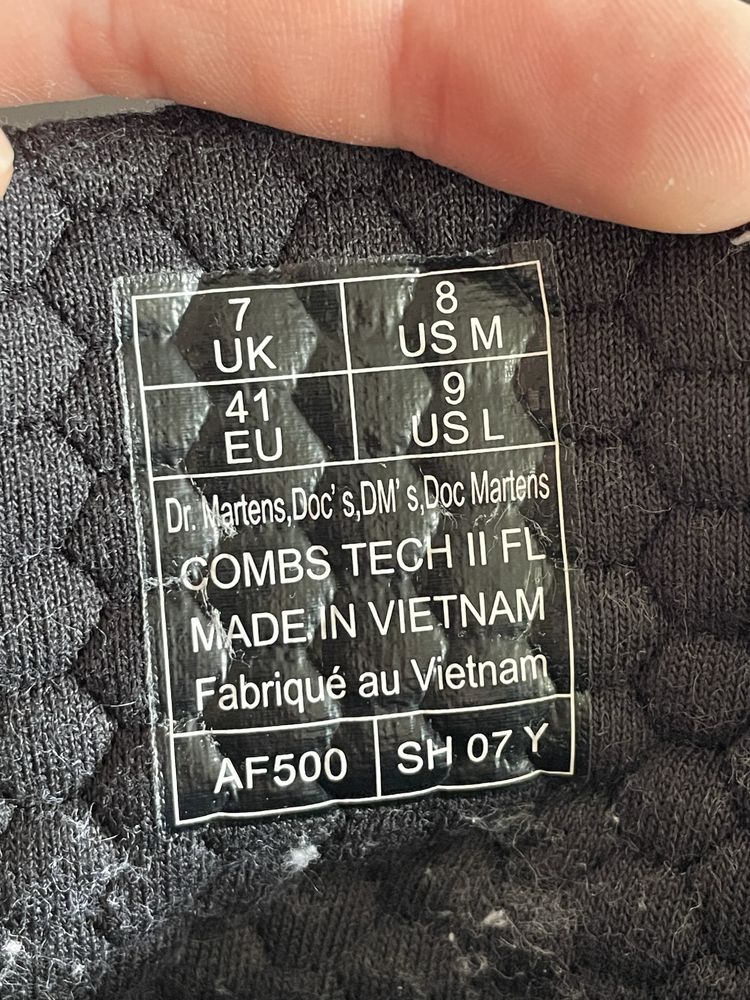 7
UK
8
US M
41
EU
9
US L
Dr. Martens,Doc's,DM's,Doc Martens
COMBS TECH II FL
MADE IN VIETNAM
Fabriqué au Vietnam
AF500
SH 07 Y